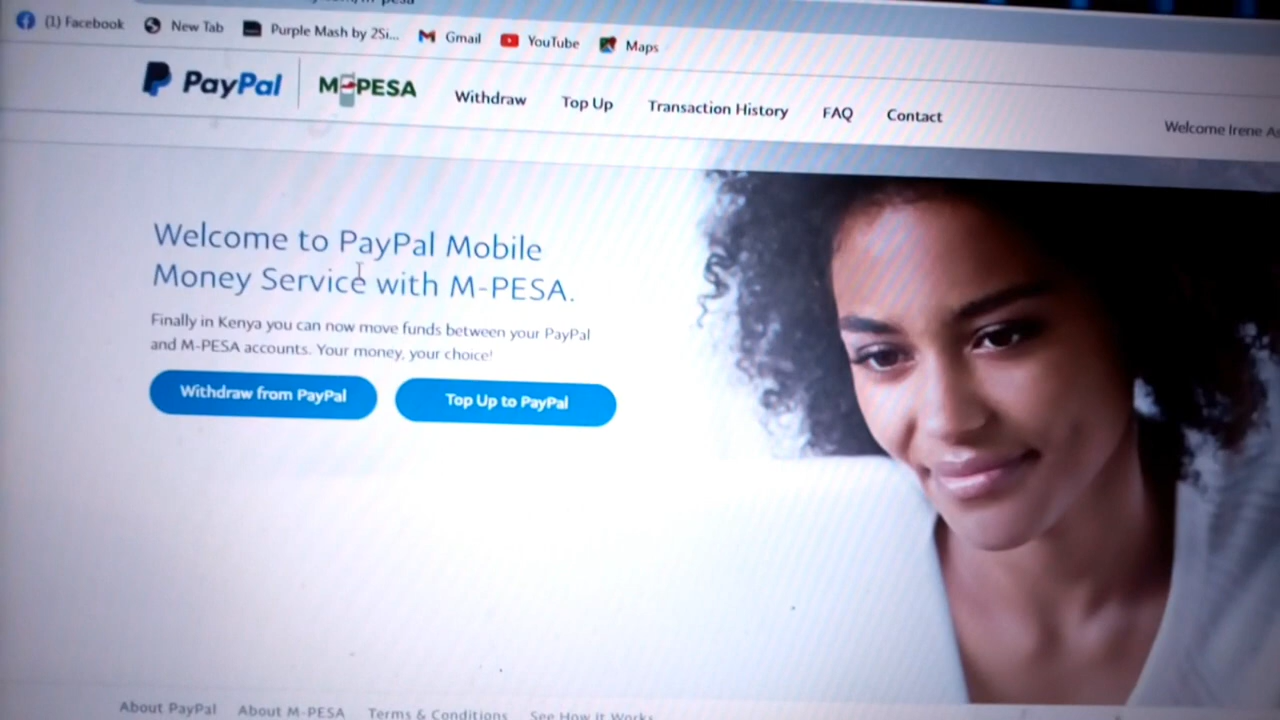 (1) Facebook New Tab Purple Mash by 2Si... Gmail YouTube Maps
PayPal M-PESA Withdraw Top Up Transaction History FAQ Contact
Welcome Irene
Welcome to PayPal Mobile
Money Service with M-PESA.
Finally in Kenya you can now move funds between your PayPal
and M-PESA accounts. Your money, your choice!
Withdraw from PayPal Top Up to PayPal
About PayPal About M-PESA Terms & Conditions See How It Works